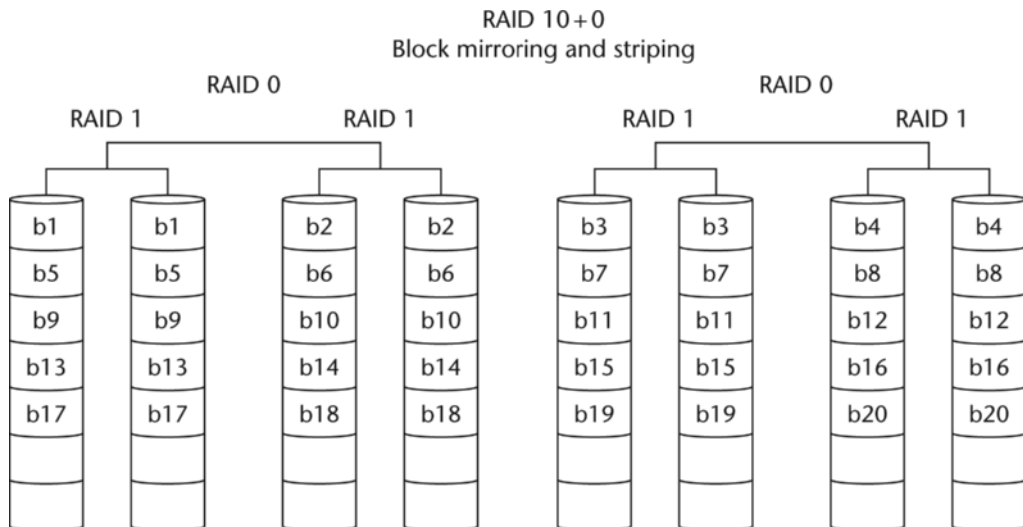 RAID 10+0
Block mirroring and striping
RAID 0 RAID 0
RAID 1 RAID 1 RAID 1 RAID 1
b1 b1 b2 b2 b3 b3 b4 b4
b5 b5 b6 b6 b7 b7 b8 b8
b9 b9 b10 b10 b11 b11 b12 b12
b13 b13 b14 b14 b15 b15 b16 b16
b17 b17 b18 b18 b19 b19 b20 b20